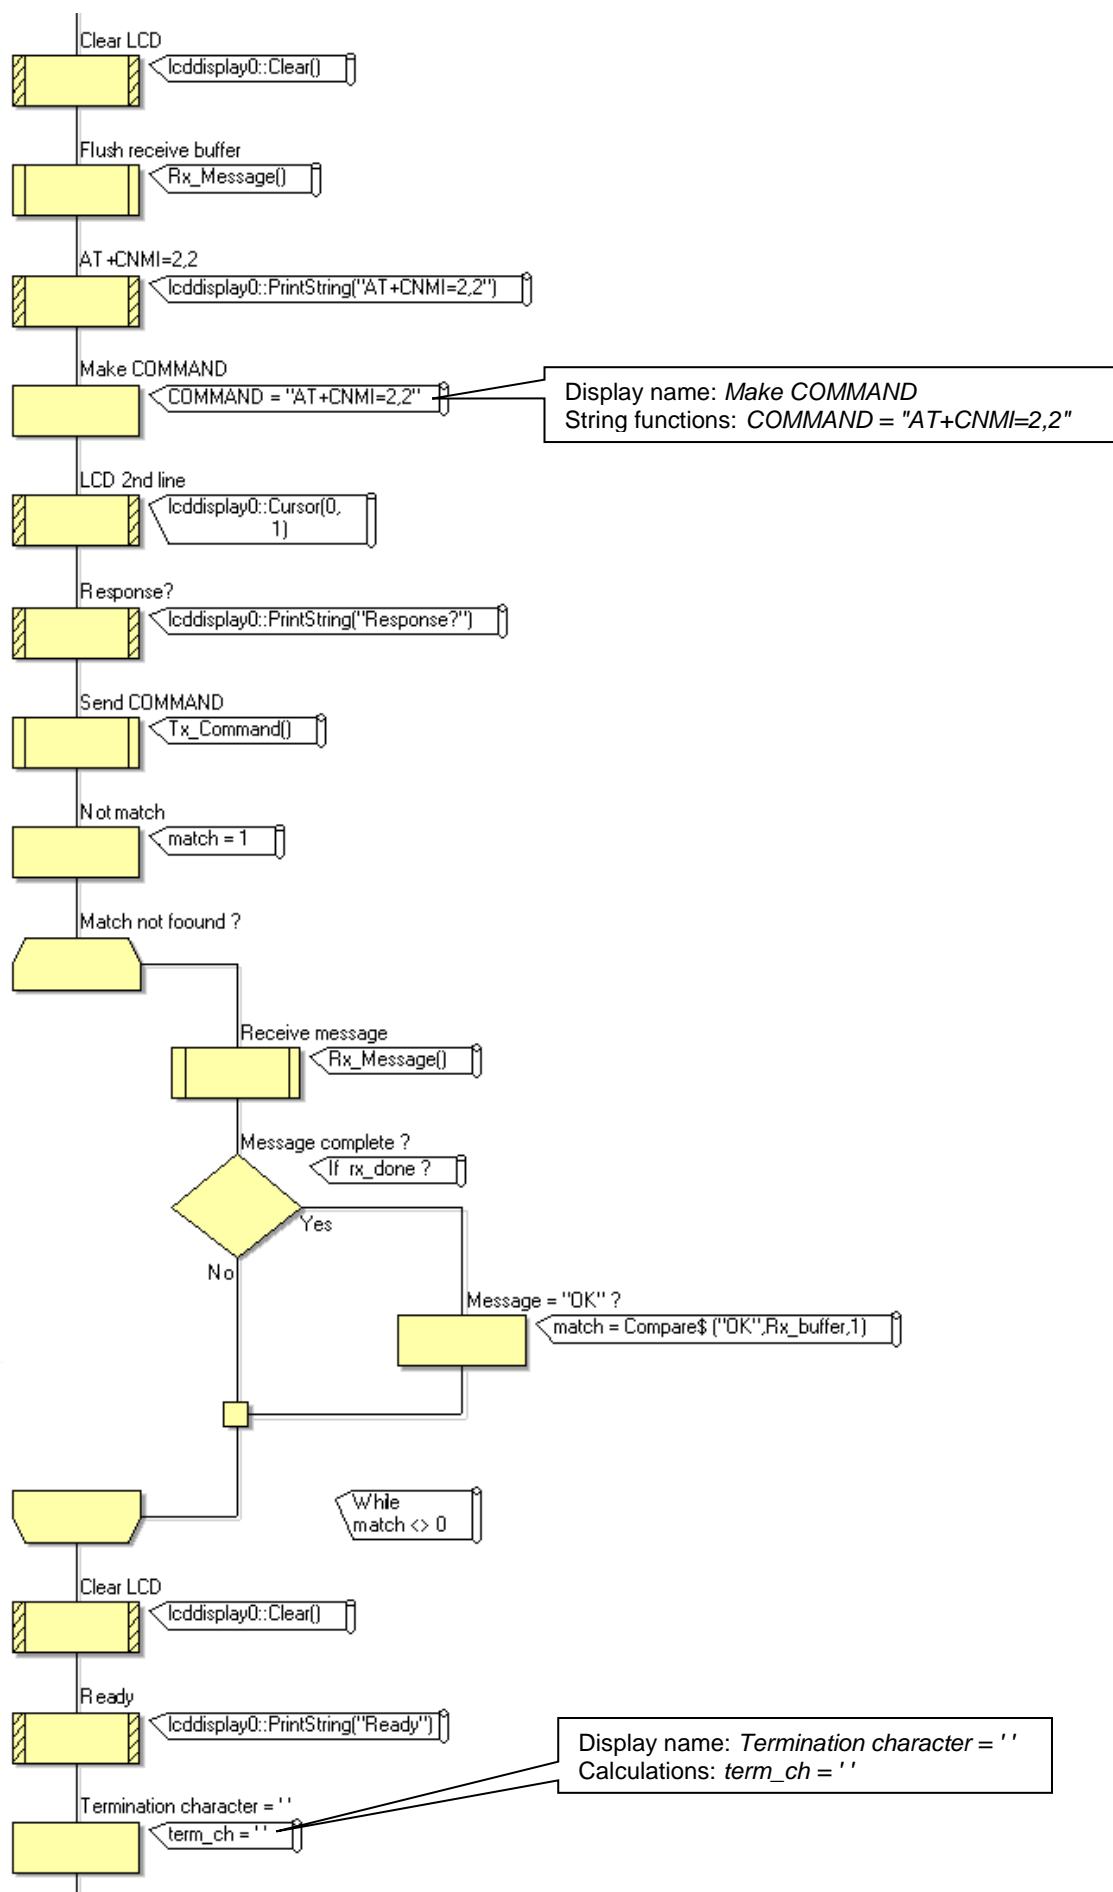 Clear LCD
lcddisplay0::Clear()
Flush receive buffer
Rx_Message()
AT+CNMI=2,2
lcddisplay0::PrintString("AT+CNMI=2,2")
Make COMMAND
COMMAND = "AT+CNMI=2,2"
Display name: Make COMMAND
String functions: COMMAND = "AT+CNMI=2,2"
LCD 2nd line
lcddisplay0::Cursor(0,
1)
Response?
lcddisplay0::PrintString("Response?")
Send COMMAND
Tx_Command()
Not match
match = 1
Match not foound ?
Receive message
Rx_Message()
Message complete ?
If rx_done ?
Yes
No
Message = "OK" ?
match = Compare$ ("OK",Rx_buffer,1)
While
match <> 0
Clear LCD
lcddisplay0::Clear()
Ready
lcddisplay0::PrintString("Ready")
Display name: Termination character = ' '
Calculations: term_ch = ' '
Termination character = ' '
term_ch = ' '